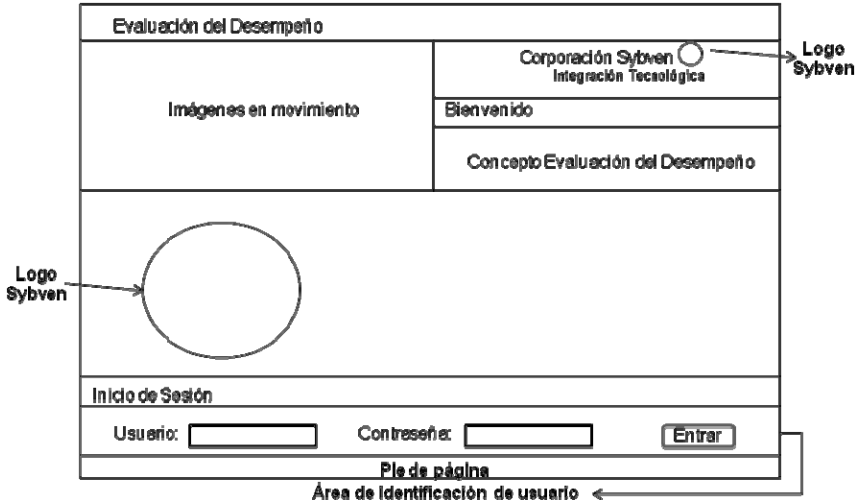 Evaluación del Desempeño
Corporación Sybven
Integración Tecnológica
Logo
Sybven
Imágenes en movimiento
Bienvenido
Concepto Evaluación del Desempeño
Logo
Sybven
Inicio de Sesión
Usuario:
Contraseña:
Entrar
Pie de página
Área de identificación de usuario